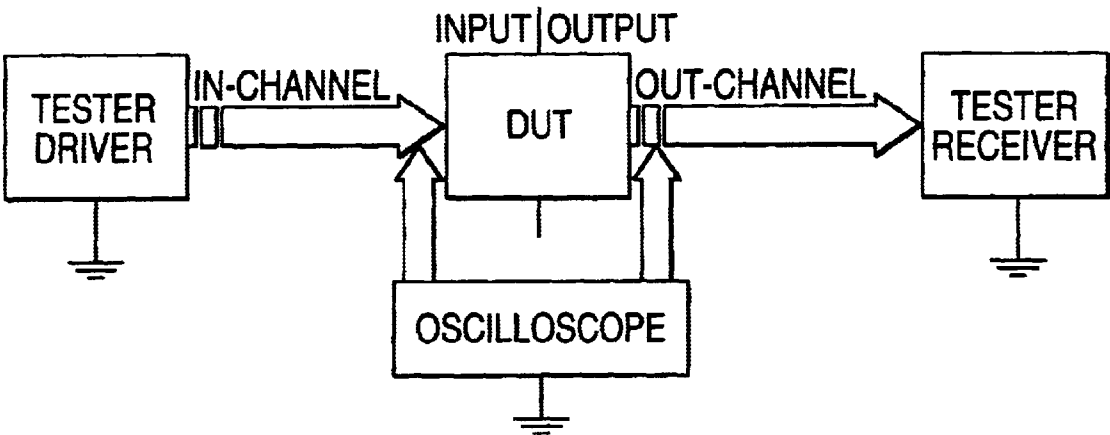 INPUT OUTPUT
IN-CHANNEL
OUT-CHANNEL
TESTER
DRIVER
DUT
TESTER
RECEIVER
OSCILLOSCOPE